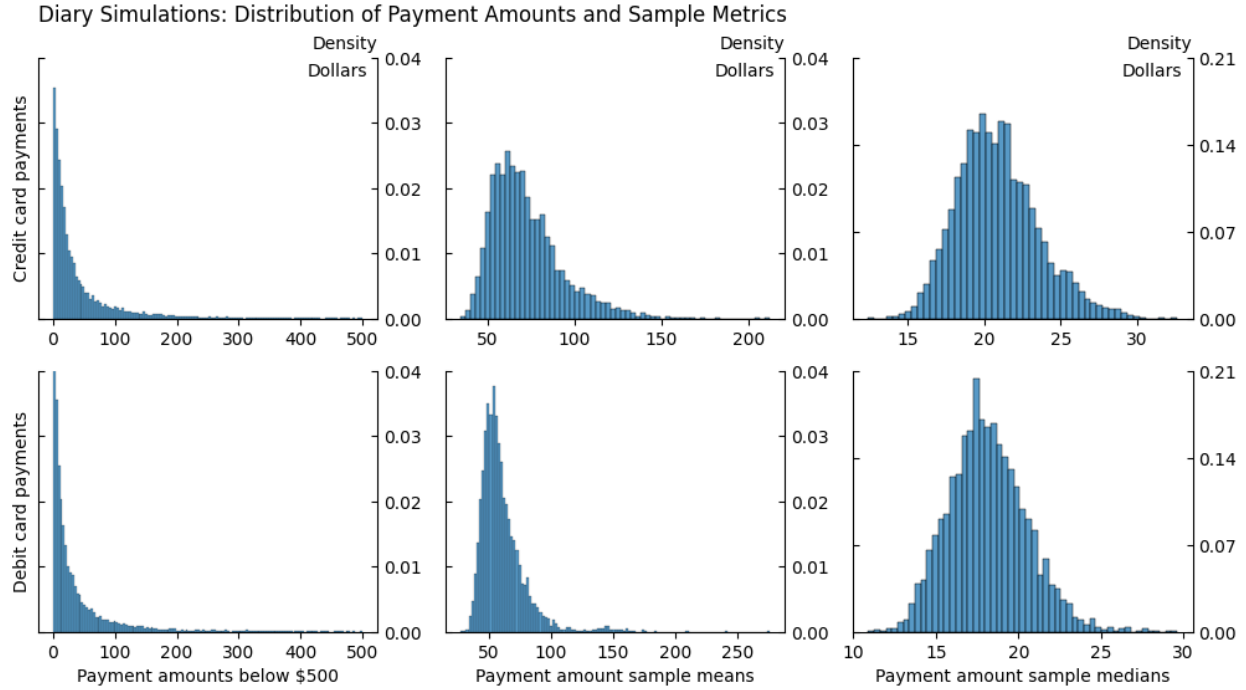 Diary Simulations: Distribution of Payment Amounts and Sample Metrics
Density Density Density
Dollars Dollars Dollars
Credit card payments
0.04 0.04 0.21
0.03 0.03
0.14
0.02 0.02
0.07
0.01 0.01
0.00 0.00 0.00
0 100 200 300 400 500 50 100 150 200 15 20 25 30
Debit card payments
0.04 0.04 0.21
0.03 0.03
0.14
0.02 0.02
0.07
0.01 0.01
0.00 0.00 0.00
0 100 200 300 400 500 50 100 150 200 250 10 15 20 25 30
Payment amounts below $500 Payment amount sample means Payment amount sample medians